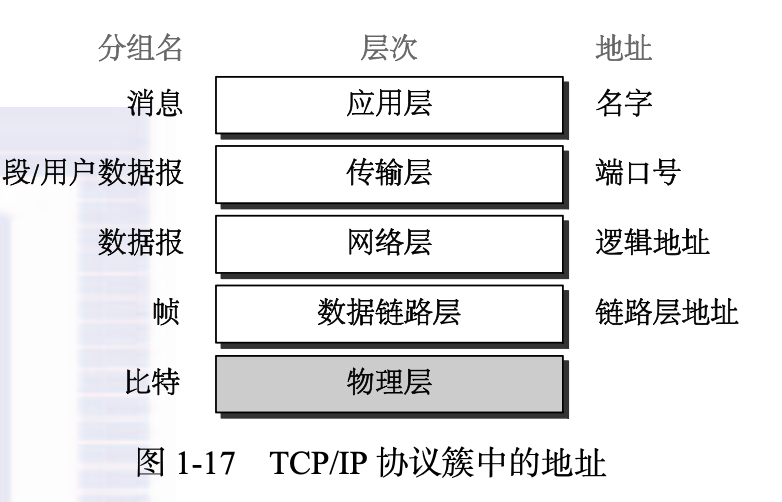 分组名 层次 地址
消息 应用层 名字
段/用户数据报 传输层 端口号
数据报 网络层 逻辑地址
帧 数据链路层 链路层地址
比特 物理层
图 1-17 TCP/IP 协议簇中的地址